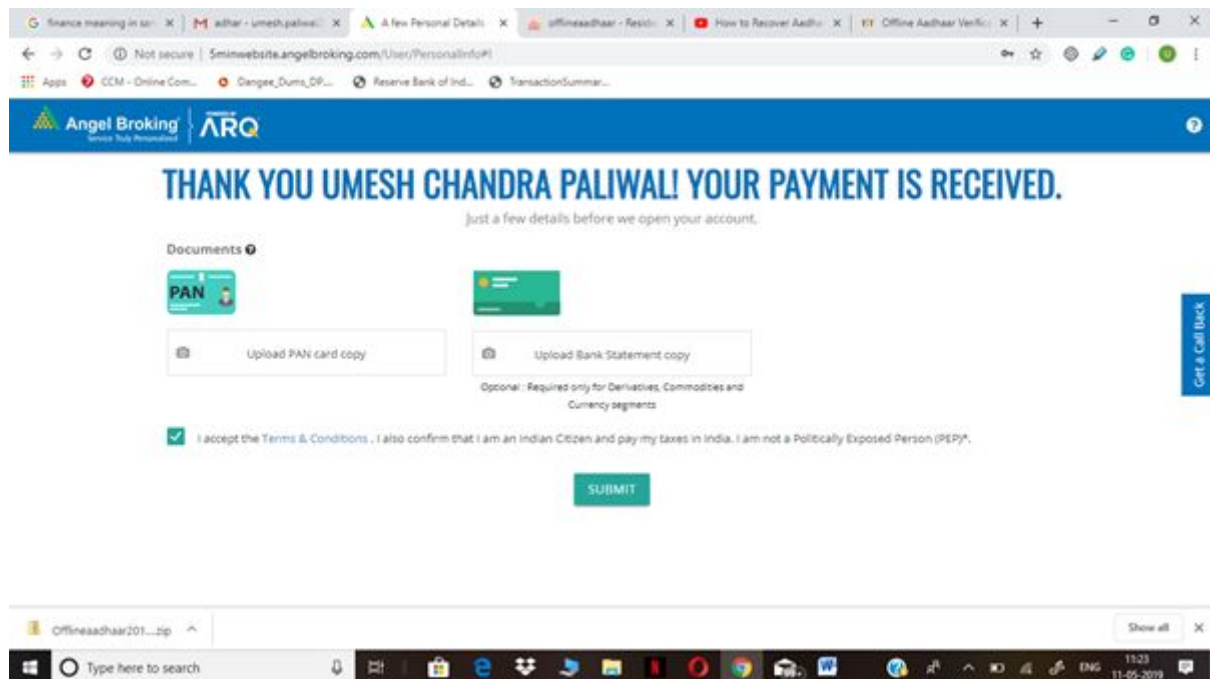 finance meaning in san
adhar - umesh.paliwal
A few Personal Details
offlineaadhaar - Reside
How to Recover Aadha
Offline Aadhaar Verific
Not secure | 5minwebsite.angelbroking.com/User/PersonalInfo#!
Apps CCM - Online Com... Dangee_Dums_DP... Reserve Bank of Ind... TransactionSummar...
Angel Broking
Service Truly Personalized
POWERED BY
ARQ
THANK YOU UMESH CHANDRA PALIWAL! YOUR PAYMENT IS RECEIVED.
Just a few details before we open your account.
Documents
PAN
Upload PAN card copy
Upload Bank Statement copy
Optional : Required only for Derivatives, Commodities and
Currency segments
Get a Call Back
I accept the Terms & Conditions . I also confirm that I am an Indian Citizen and pay my taxes in India. I am not a Politically Exposed Person (PEP)*.
SUBMIT
Offlineaadhaar201....zip
Show all
Type here to search
ENG
11:23
11-05-2019